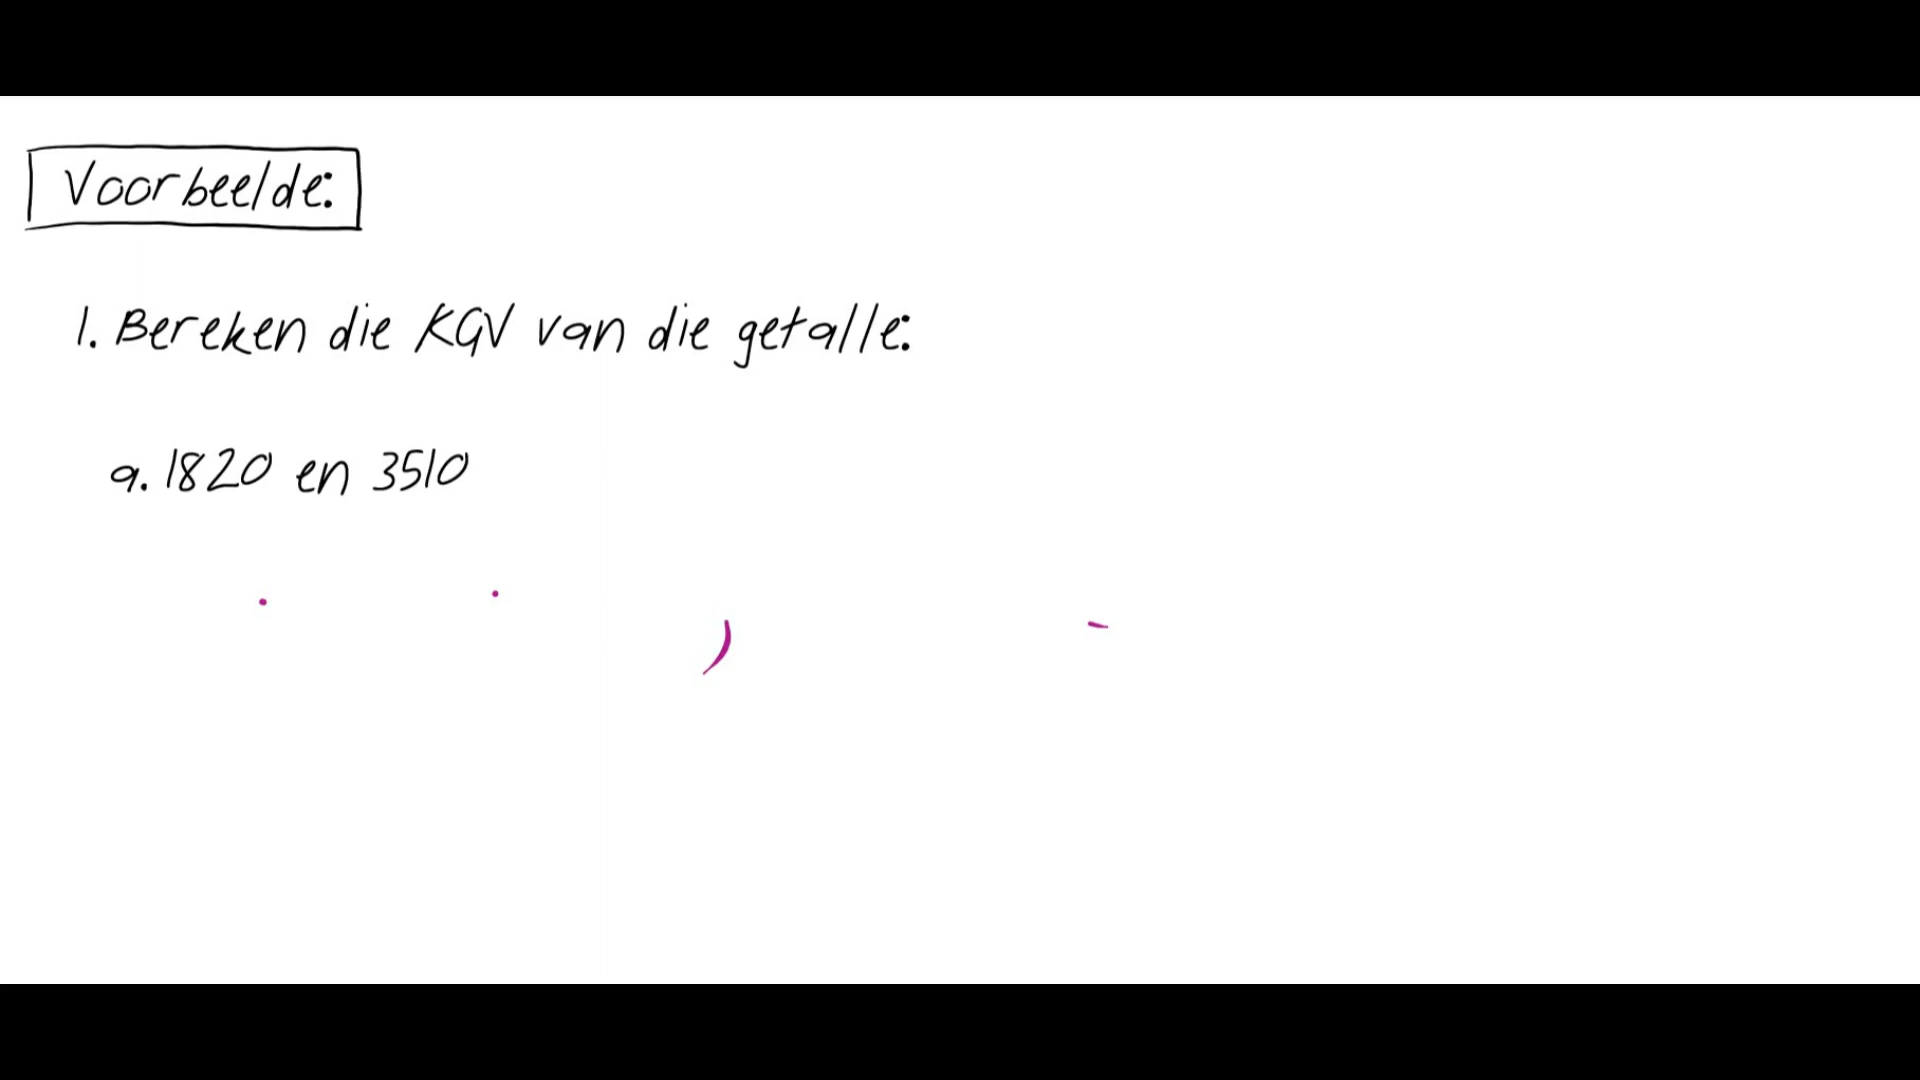 Voorbeelde:
1. Bereken die KGV van die getalle:
a. 1820 en 3510